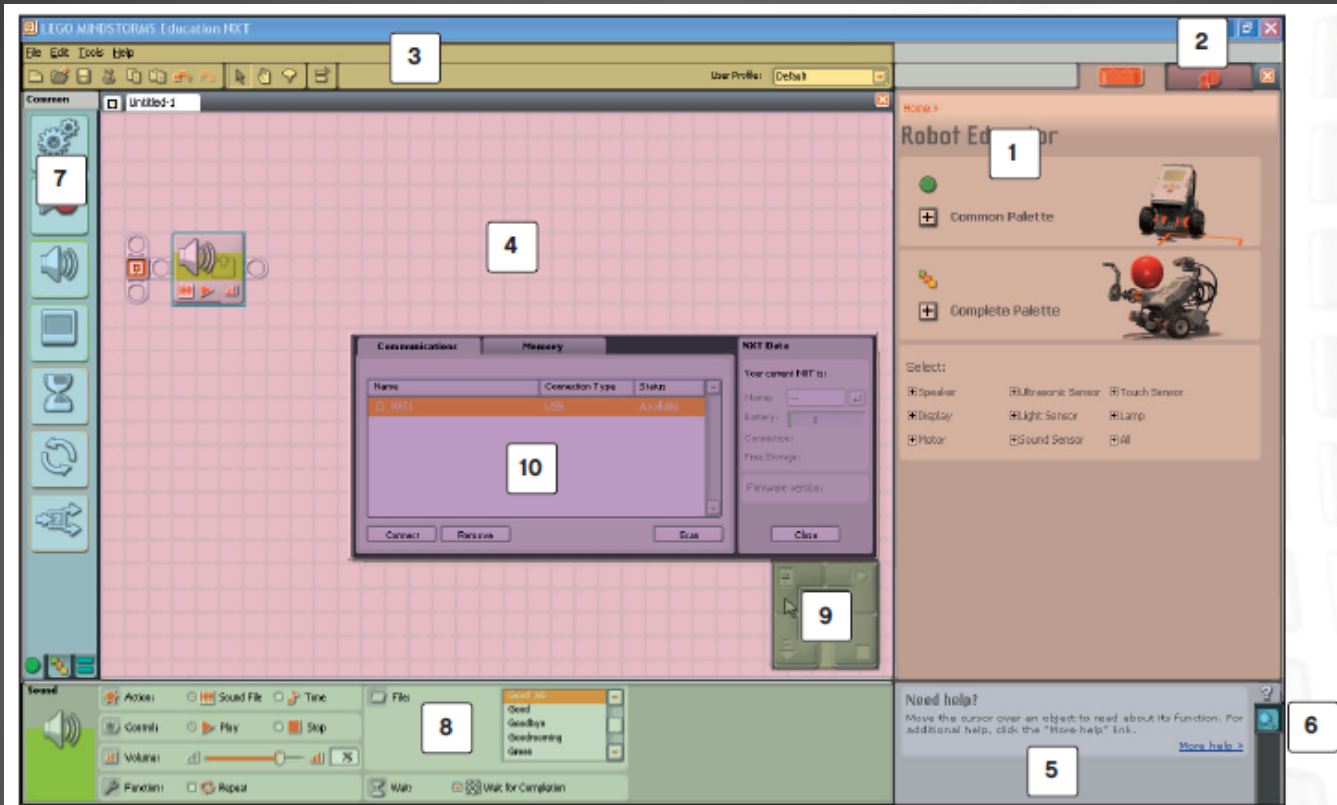 LEGO MINDSTORMS Education NXT
2
File Edit Tools Help
3
User Profile: Default
Common
Untitled-1
Home >
Robot Educator
1
7
Common Palette
4
Complete Palette
Communications Memory NXT Data
Your current NXT is:
Name Connection Type Status
Name: ---
NXT1 USB Available
Battery:
Connection:
Free Storage:
10
Firmware version:
Connect Remove Scan Close
Select:
Speaker Ultrasonic Sensor Touch Sensor
Display Light Sensor Lamp
Motor Sound Sensor All
9
Sound
Action: Sound File Tone
Control: Play Stop
Volume: 75
Function: Repeat
File: Good Job
Good
Goodbye
Goodmorning
Green
8
Wait: Wait for Completion
Need help?
Move the cursor over an object to read about its function. For
additional help, click the "More help" link.
More help >
5
6